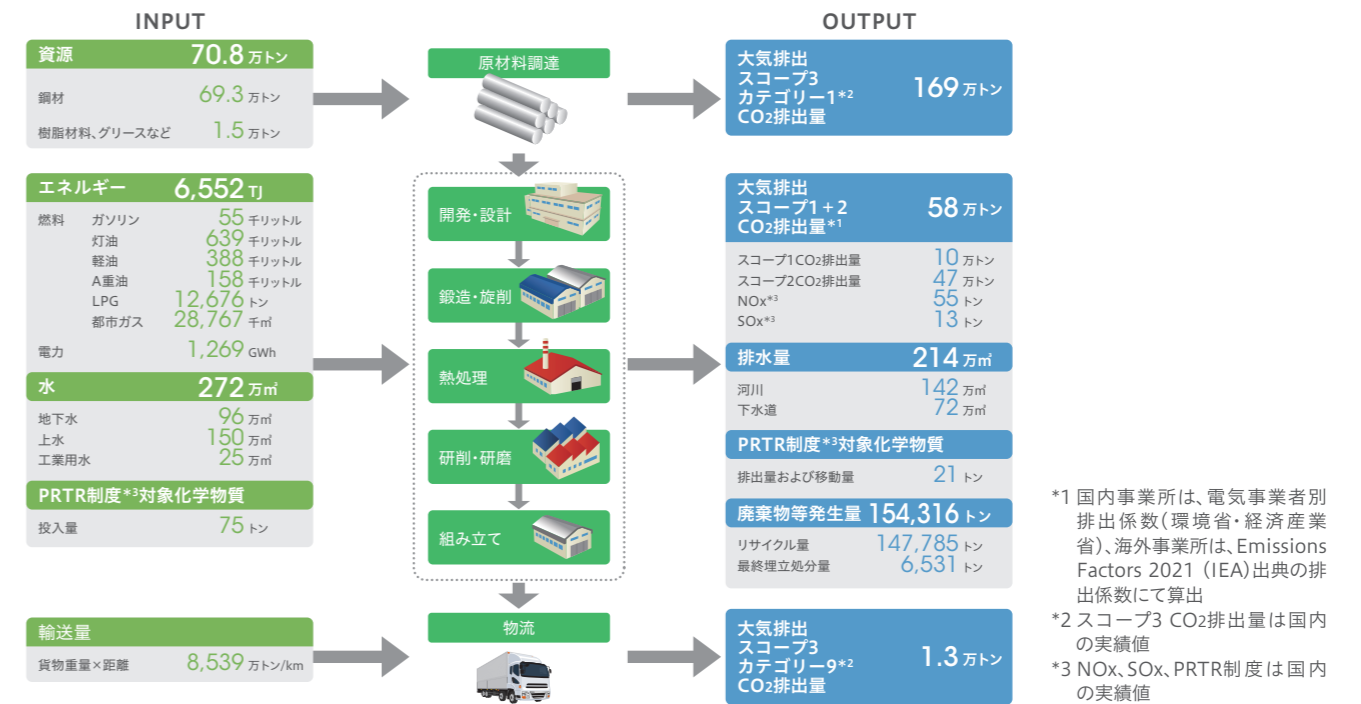 INPUT
資源 70.8 万トン
鋼材 69.3 万トン
樹脂材料、グリースなど 1.5 万トン
エネルギー 6,552 TJ
燃料 ガソリン 55 千リットル
灯油 639 千リットル
軽油 388 千リットル
A重油 158 千リットル
LPG 12,676 トン
都市ガス 28,767 千㎥
電力 1,269 GWh
水 272 万㎥
地下水 96 万㎥
上水 150 万㎥
工業用水 25 万㎥
PRTR制度*3対象化学物質
投入量 75 トン
輸送量
貨物重量×距離 8,539 万トン/km
原材料調達
開発・設計
鍛造・旋削
熱処理
研削・研磨
組み立て
物流
OUTPUT
大気排出
スコープ3
カテゴリー1*2
CO2排出量
169 万トン
大気排出
スコープ1+2
CO2排出量*1
58 万トン
スコープ1CO2排出量 10 万トン
スコープ2CO2排出量 47 万トン
NOx*3 55 トン
SOx*3 13 トン
排水量 214 万㎥
河川 142 万㎥
下水道 72 万㎥
PRTR制度*3対象化学物質
排出量および移動量 21 トン
廃棄物等発生量 154,316 トン
リサイクル量 147,785 トン
最終埋立処分量 6,531 トン
大気排出
スコープ3
カテゴリー9*2
CO2排出量
1.3 万トン
*1 国内事業所は、電気事業者別
排出係数(環境省・経済産業
省)、海外事業所は、Emissions
Factors 2021 (IEA)出典の排
出係数にて算出
*2 スコープ3 CO2排出量は国内
の実績値
*3 NOx、SOx、PRTR制度は国内
の実績値